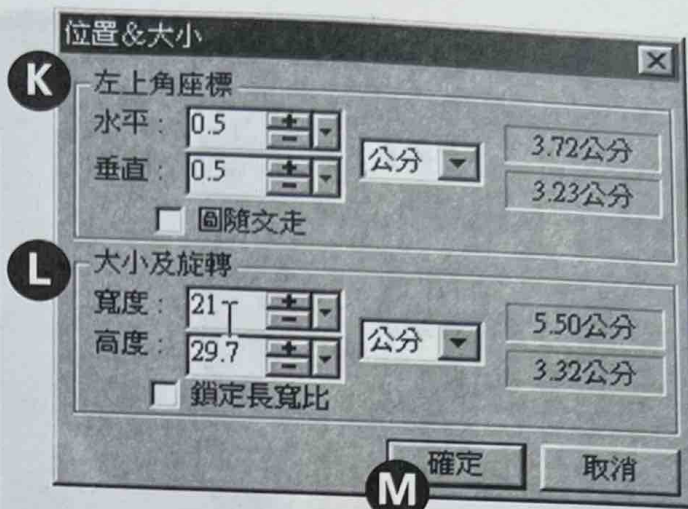 位置&大小
K
左上角座標
水平： 0.5 公分 3.72公分
垂直： 0.5 3.23公分
圖隨文走
L
大小及旋轉
寬度： 21 公分 5.50公分
高度： 29.7 3.32公分
鎖定長寬比
確定 取消
M